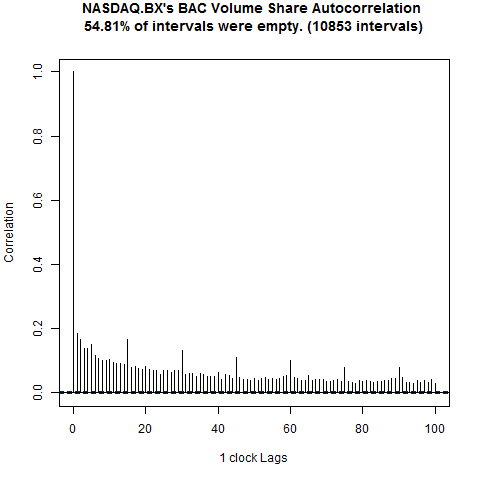 NASDAQ.BX's BAC Volume Share Autocorrelation
54.81% of intervals were empty. (10853 intervals)
Correlation
1.0
0.8
0.6
0.4
0.2
0.0
0 20 40 60 80 100
1 clock Lags